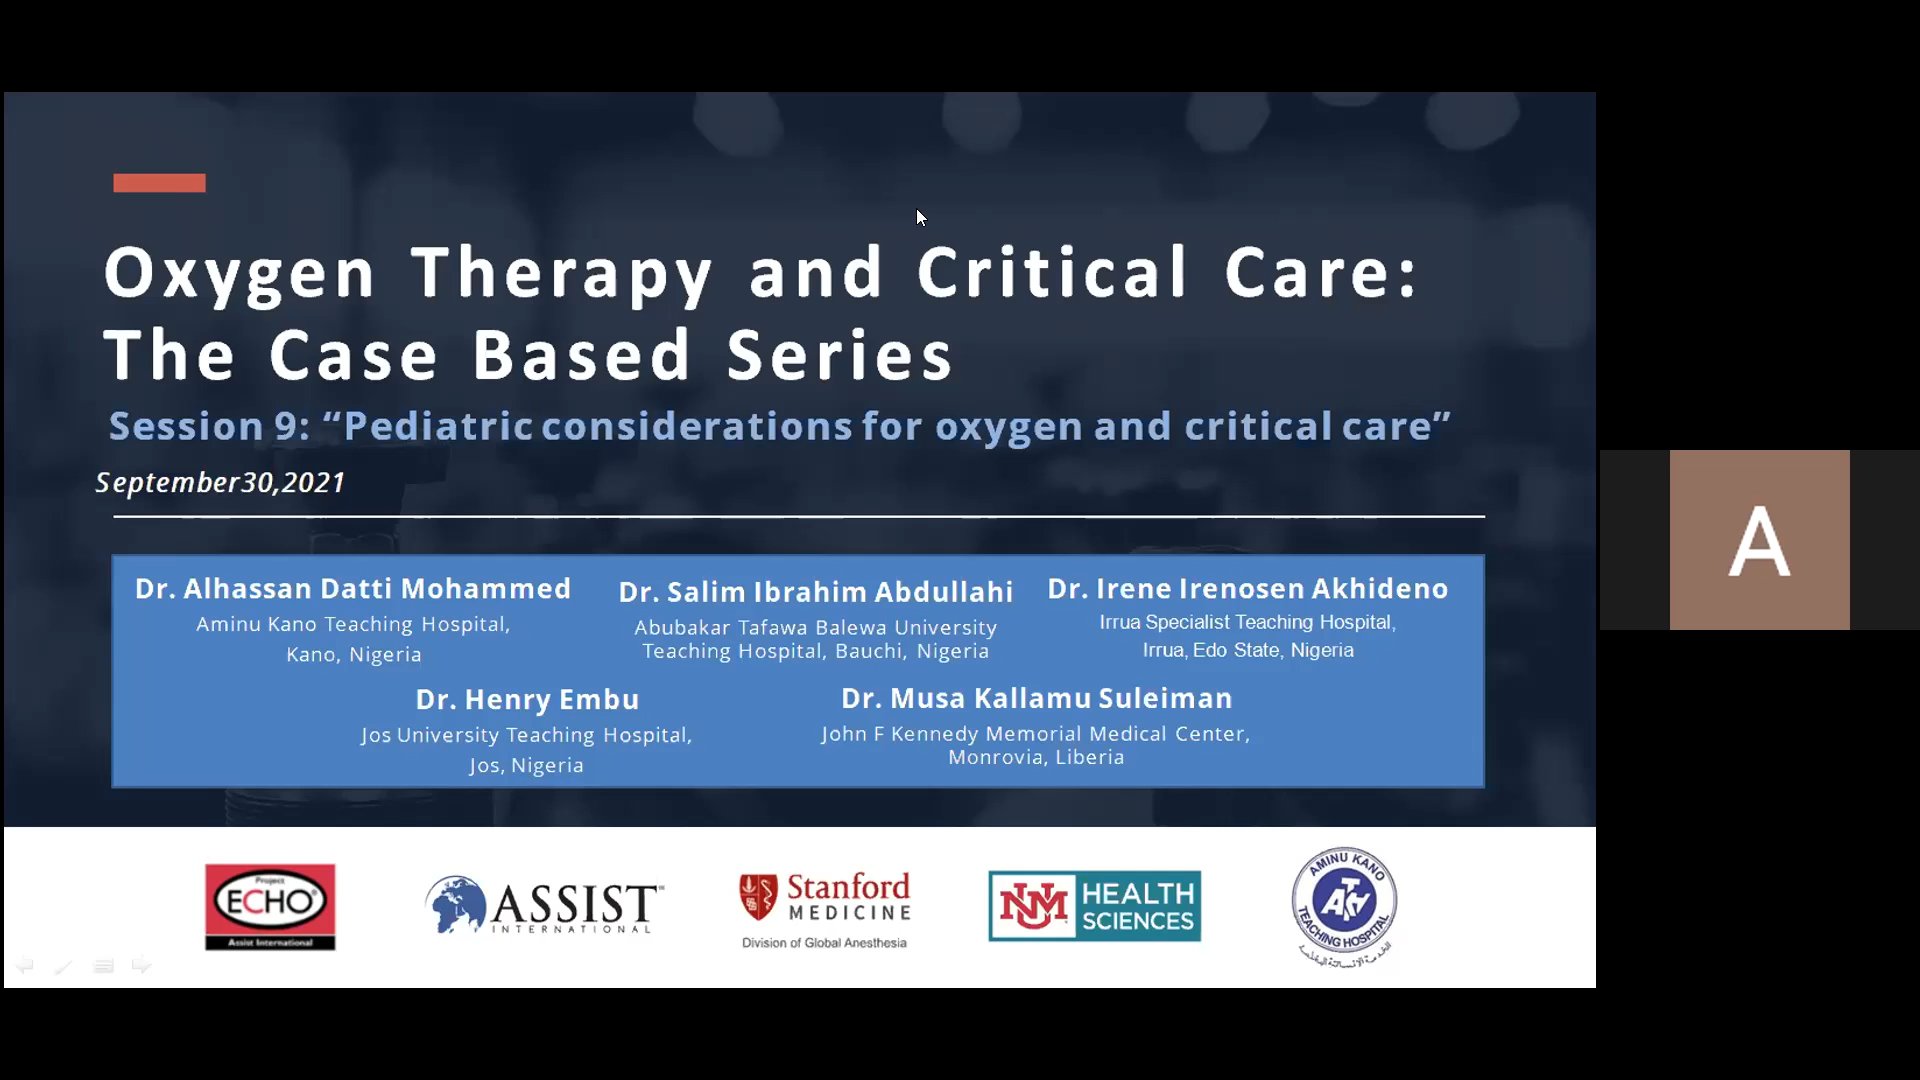 Oxygen Therapy and Critical Care:
The Case Based Series
Session 9: “Pediatric considerations for oxygen and critical care”
September30,2021
Dr. Alhassan Datti Mohammed
Aminu Kano Teaching Hospital,
Kano, Nigeria
Dr. Salim Ibrahim Abdullahi
Abubakar Tafawa Balewa University
Teaching Hospital, Bauchi, Nigeria
Dr. Irene Irenosen Akhideno
Irrua Specialist Teaching Hospital,
Irrua, Edo State, Nigeria
Dr. Henry Embu
Jos University Teaching Hospital,
Jos, Nigeria
Dr. Musa Kallamu Suleiman
John F Kennedy Memorial Medical Center,
Monrovia, Liberia
A
Project
ECHO®
Assist International
ASSIST
INTERNATIONAL
Stanford
MEDICINE
Division of Global Anesthesia
UNM
HEALTH
SCIENCES
AMINU KANO
TEACHING HOSPITAL